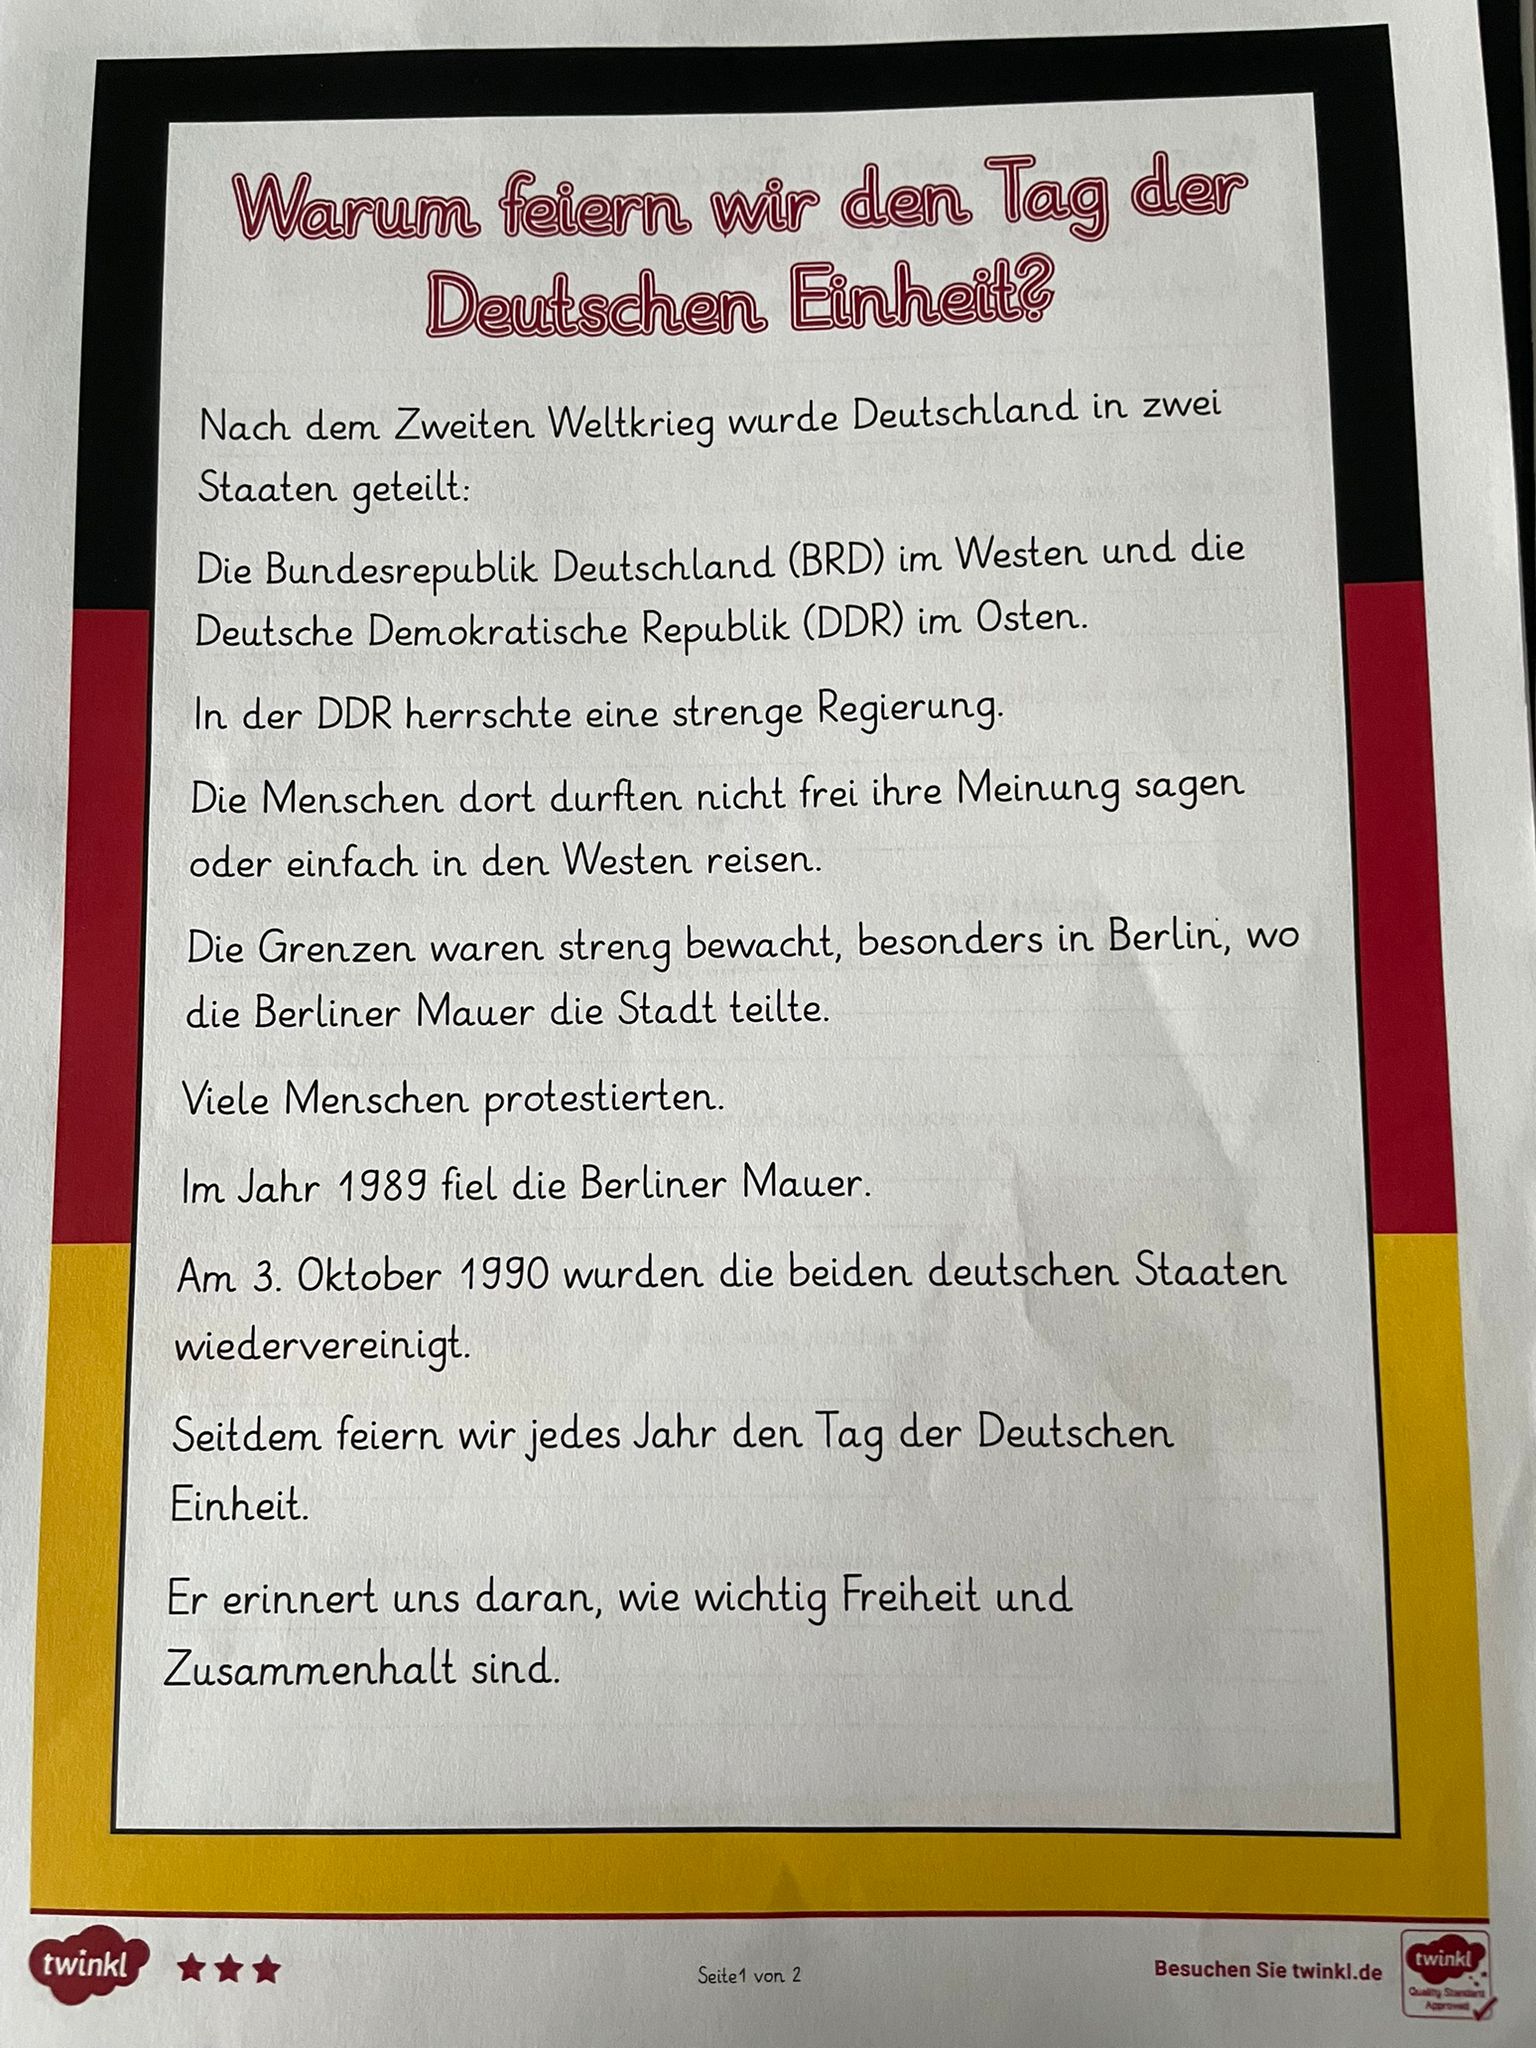 Warum feiern wir den Tag der
Deutschen Einheit?
Nach dem Zweiten Weltkrieg wurde Deutschland in zwei
Staaten geteilt:
Die Bundesrepublik Deutschland (BRD) im Westen und die
Deutsche Demokratische Republik (DDR) im Osten.
In der DDR herrschte eine strenge Regierung.
Die Menschen dort durften nicht frei ihre Meinung sagen
oder einfach in den Westen reisen.
Die Grenzen waren streng bewacht, besonders in Berlin, wo
die Berliner Mauer die Stadt teilte.
Viele Menschen protestierten.
Im Jahr 1989 fiel die Berliner Mauer.
Am 3. Oktober 1990 wurden die beiden deutschen Staaten
wiedervereinigt.
Seitdem feiern wir jedes Jahr den Tag der Deutschen
Einheit.
Er erinnert uns daran, wie wichtig Freiheit und
Zusammenhalt sind.
twinkl
Seite1 von 2
Besuchen Sie twinkl.de
twinkl
Quality Standard
Approved